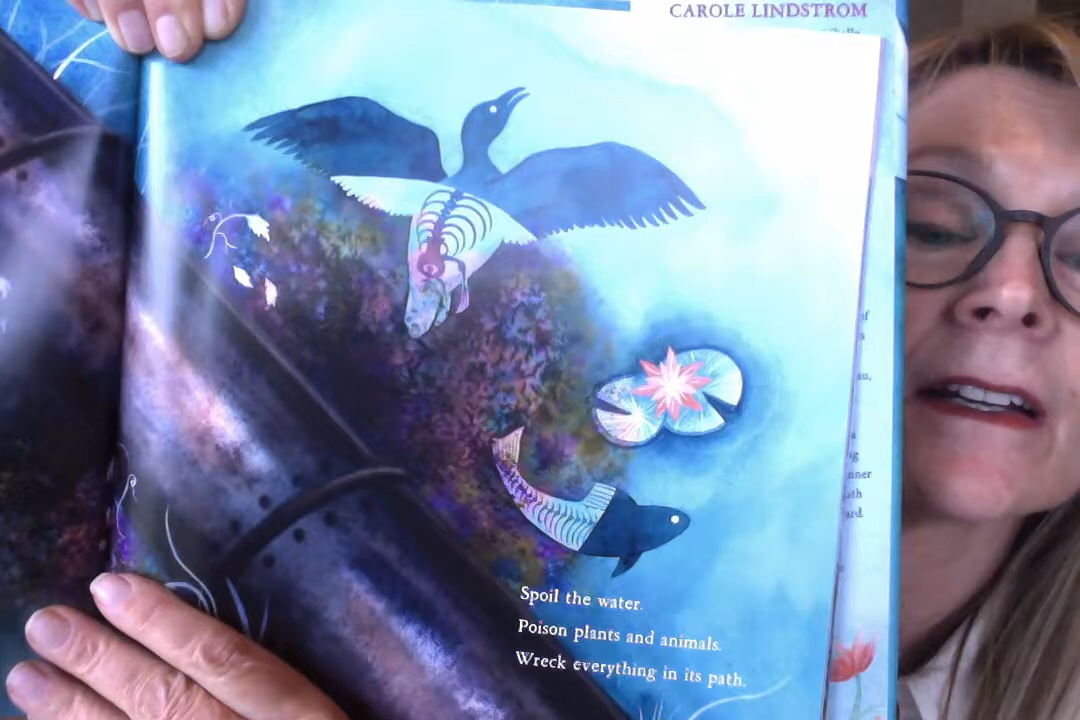 CAROLE LINDSTROM
Spoil the water.
Poison plants and animals.
Wreck everything in its path.